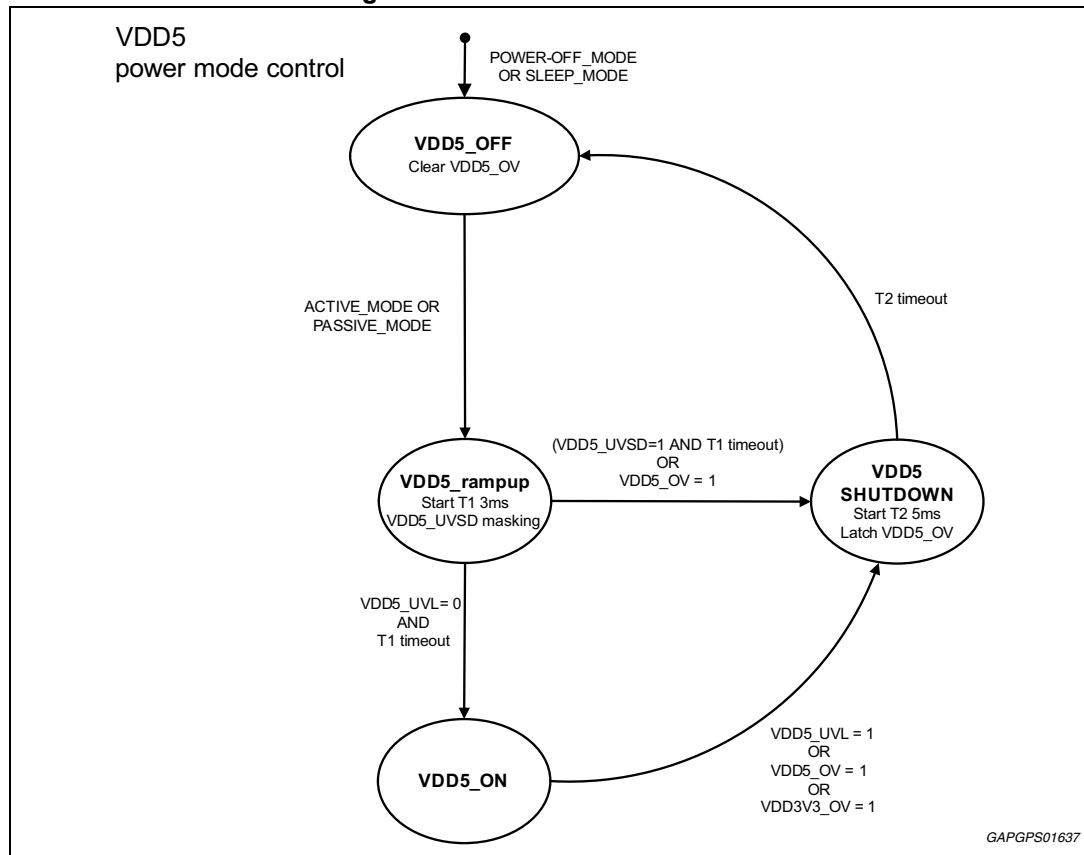 VDD5
power mode control
POWER-OFF_MODE
OR SLEEP_MODE
VDD5_OFF
Clear VDD5_OV
T2 timeout
ACTIVE_MODE OR
PASSIVE_MODE
(VDD5_UVSD=1 AND T1 timeout)
OR
VDD5_OV = 1
VDD5_rampup
Start T1 3ms
VDD5_UVSD masking
VDD5
SHUTDOWN
Start T2 5ms
Latch VDD5_OV
VDD5_UVL= 0
AND
T1 timeout
VDD5_ON
VDD5_UVL = 1
OR
VDD5_OV = 1
OR
VDD3V3_OV = 1
GAPGPS01637